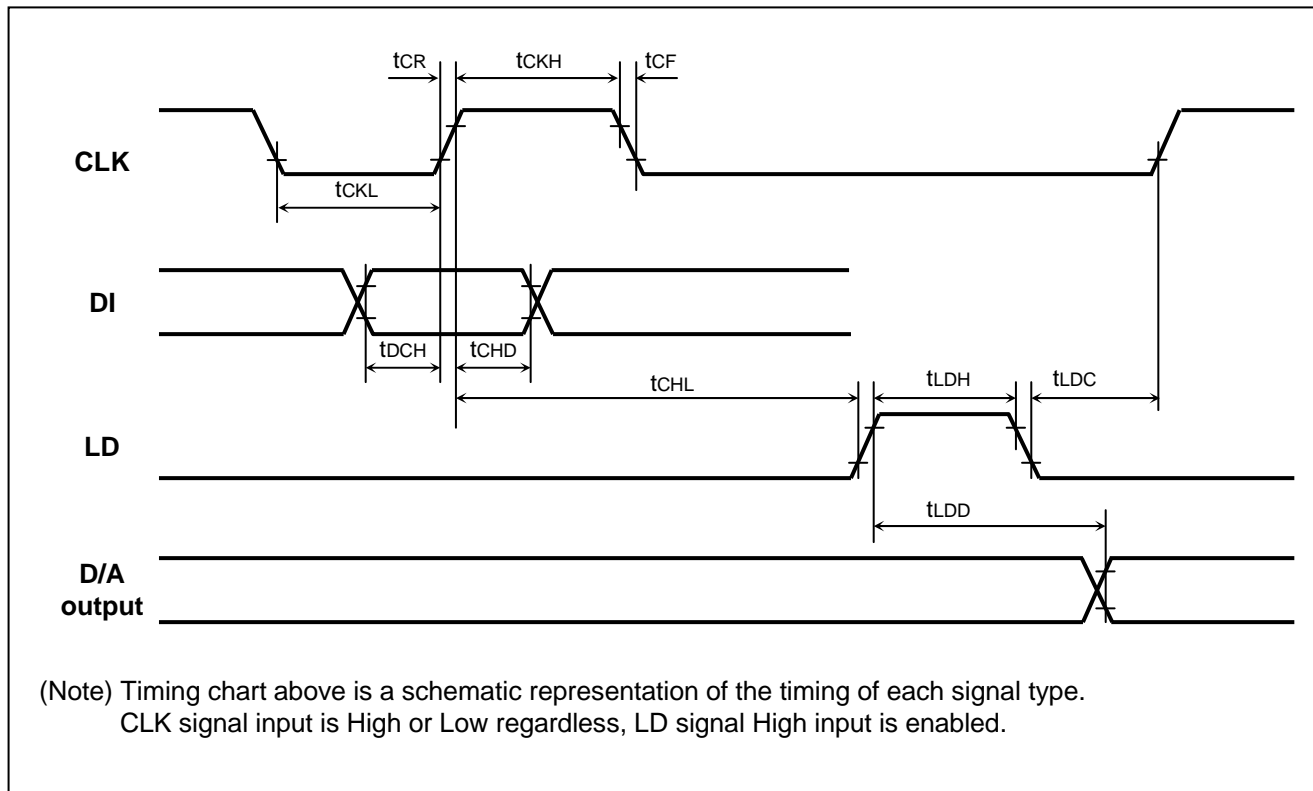 tCR tCKH tCF
CLK
tCKL
DI
tDCH tCHD
tCHL tLDH tLDC
LD
tLDD
D/A
output
(Note) Timing chart above is a schematic representation of the timing of each signal type.
CLK signal input is High or Low regardless, LD signal High input is enabled.